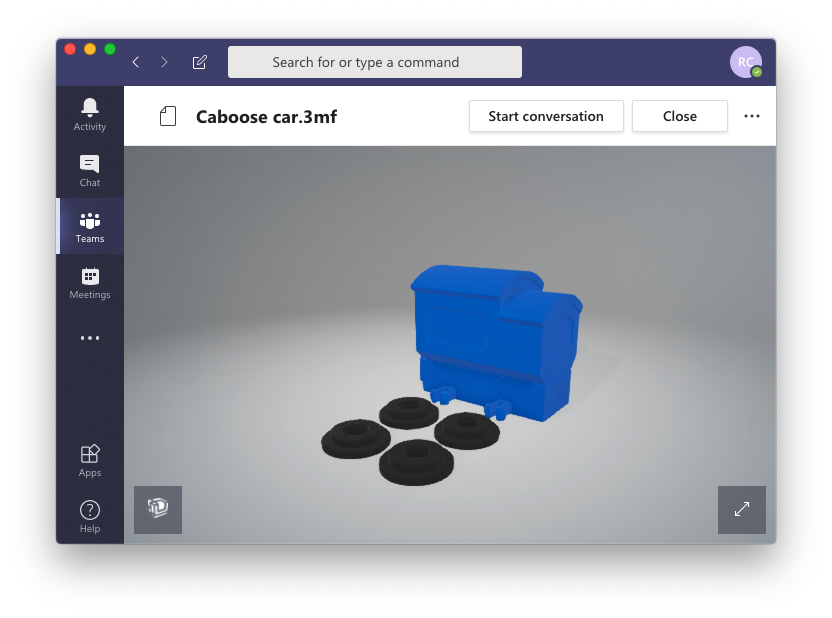 Search for or type a command
RC
Activity
Caboose car.3mf
Start conversation
Close
Chat
Teams
Meetings
Apps
Help